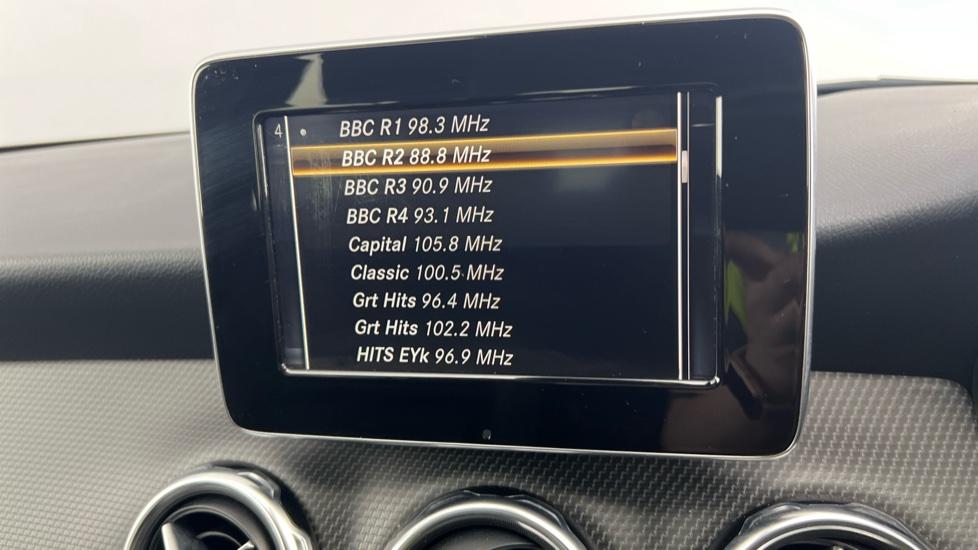 4 • BBC R1 98.3 MHz
BBC R2 88.8 MHz
BBC R3 90.9 MHz
BBC R4 93.1 MHz
Capital 105.8 MHz
Classic 100.5 MHz
Grt Hits 96.4 MHz
Grt Hits 102.2 MHz
HITS EYk 96.9 MHz